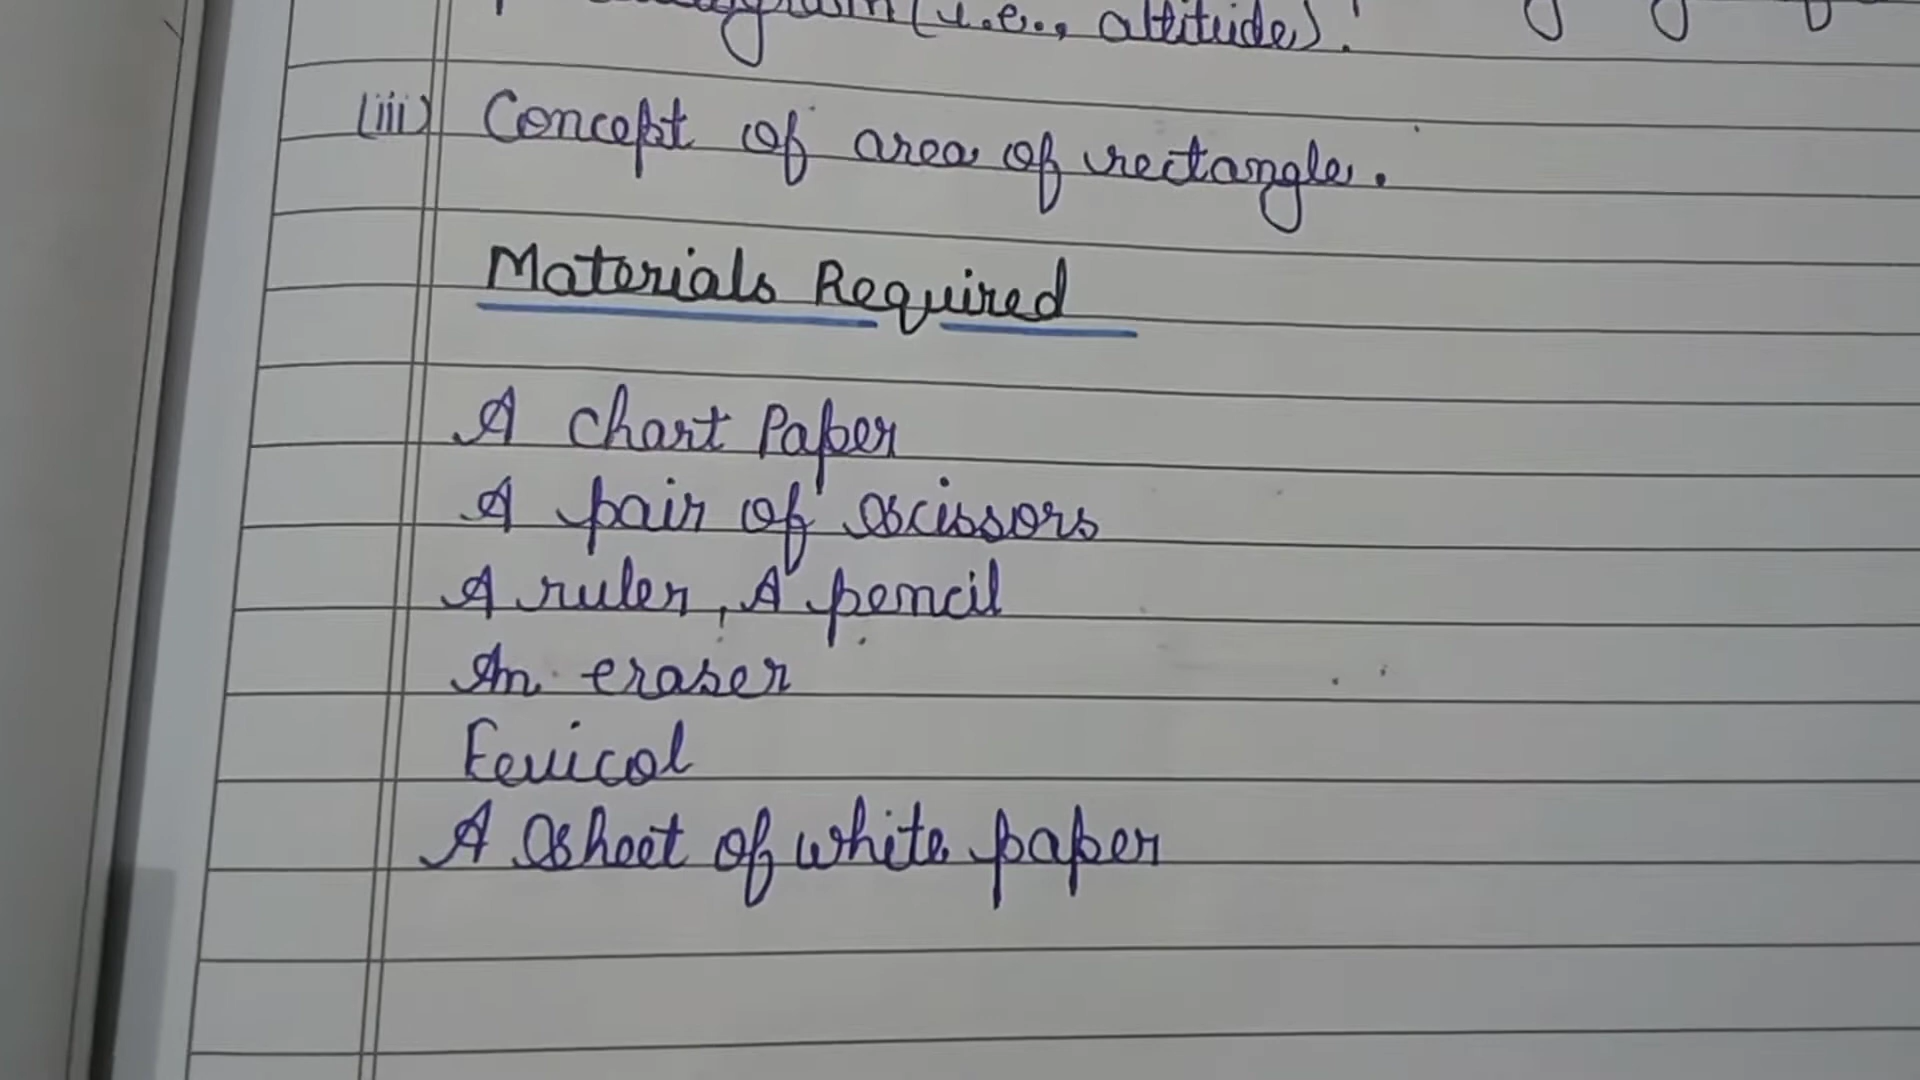 (i.e., altitude).
(iii) Concept of area of rectangle.
Materials Required
A chart Paper
A pair of scissors
A ruler, A pencil
An eraser
Fevicol
A Sheet of white paper